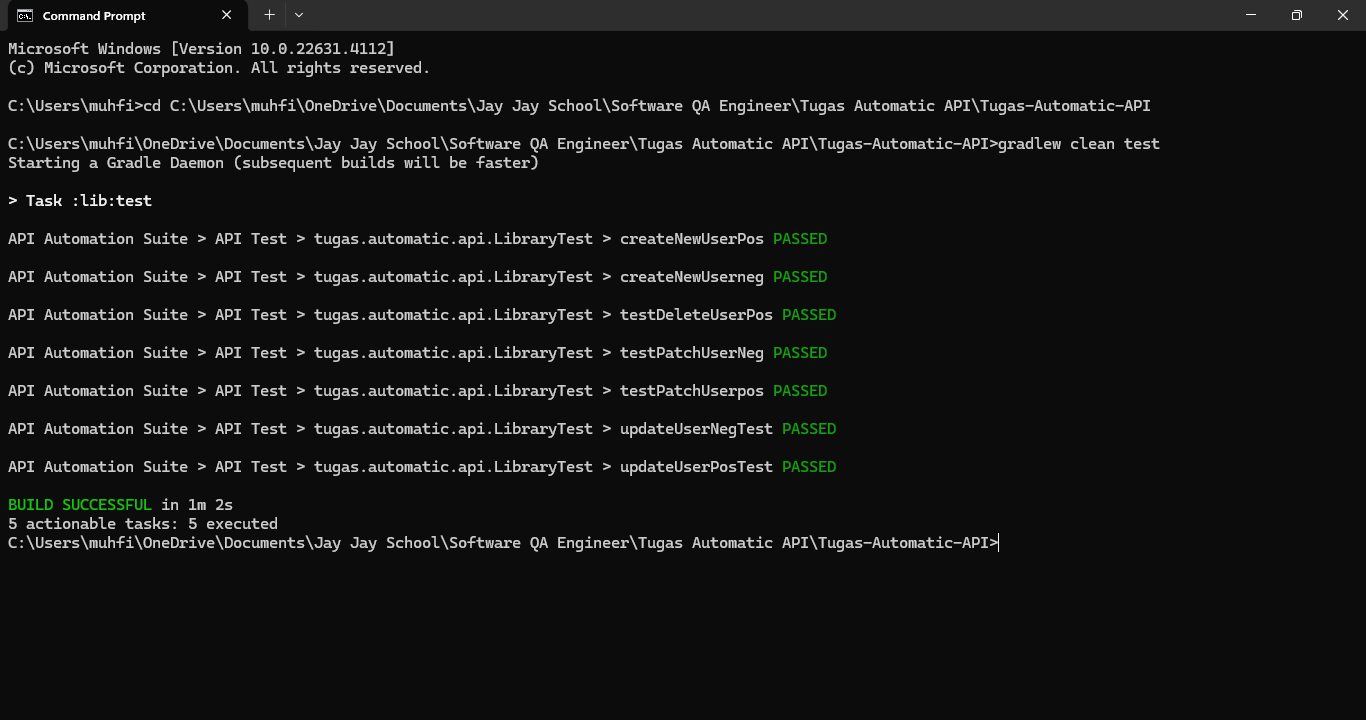 Command Prompt
Microsoft Windows [Version 10.0.22631.4112]
(c) Microsoft Corporation. All rights reserved.
C:\Users\muhfi>cd C:\Users\muhfi\OneDrive\Documents\Jay Jay School\Software QA Engineer\Tugas Automatic API\Tugas-Automatic-API
C:\Users\muhfi\OneDrive\Documents\Jay Jay School\Software QA Engineer\Tugas Automatic API\Tugas-Automatic-API>gradlew clean test
Starting a Gradle Daemon (subsequent builds will be faster)
> Task :lib:test
API Automation Suite > API Test > tugas.automatic.api.LibraryTest > createNewUserPos PASSED
API Automation Suite > API Test > tugas.automatic.api.LibraryTest > createNewUserneg PASSED
API Automation Suite > API Test > tugas.automatic.api.LibraryTest > testDeleteUserPos PASSED
API Automation Suite > API Test > tugas.automatic.api.LibraryTest > testPatchUserNeg PASSED
API Automation Suite > API Test > tugas.automatic.api.LibraryTest > testPatchUserpos PASSED
API Automation Suite > API Test > tugas.automatic.api.LibraryTest > updateUserNegTest PASSED
API Automation Suite > API Test > tugas.automatic.api.LibraryTest > updateUserPosTest PASSED
BUILD SUCCESSFUL in 1m 2s
5 actionable tasks: 5 executed
C:\Users\muhfi\OneDrive\Documents\Jay Jay School\Software QA Engineer\Tugas Automatic API\Tugas-Automatic-API>